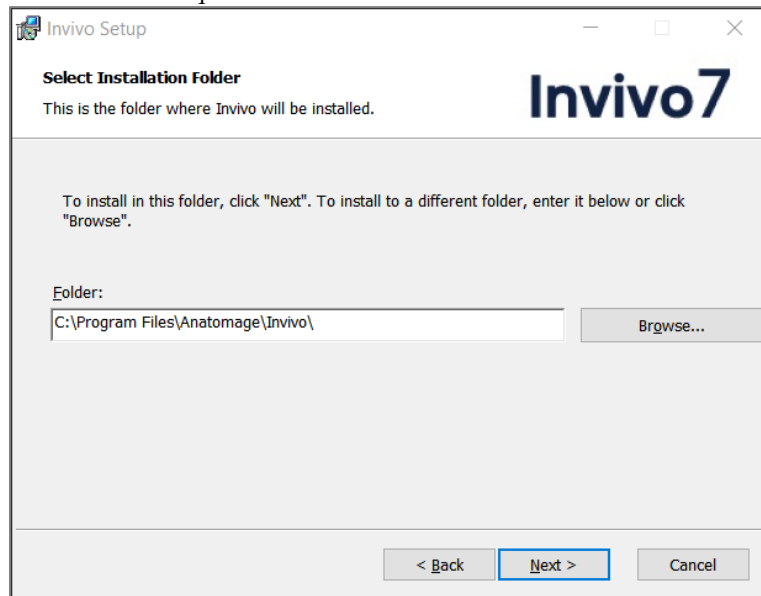 Invivo Setup
Select Installation Folder
This is the folder where Invivo will be installed.
Invivo7
To install in this folder, click "Next". To install to a different folder, enter it below or click
"Browse".
Folder:
C:\Program Files\Anatomage\Invivo\
Browse...
< Back
Next >
Cancel